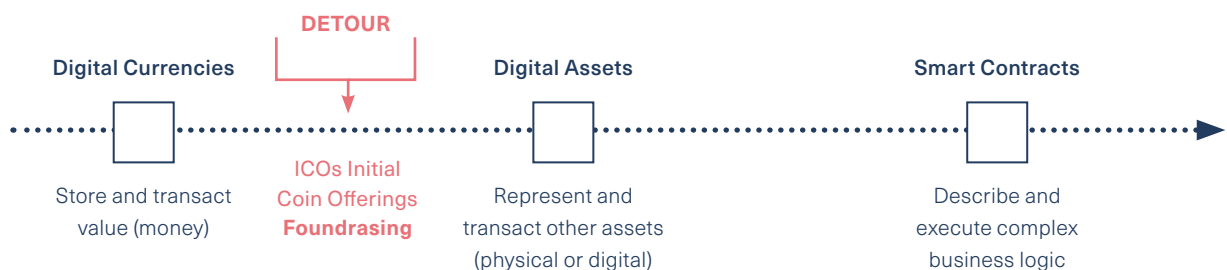 DETOUR
Digital Currencies
Digital Assets
Smart Contracts
ICOs Initial
Coin Offerings
Foundrasing
Store and transact
value (money)
Represent and
transact other assets
(physical or digital)
Describe and
execute complex
business logic